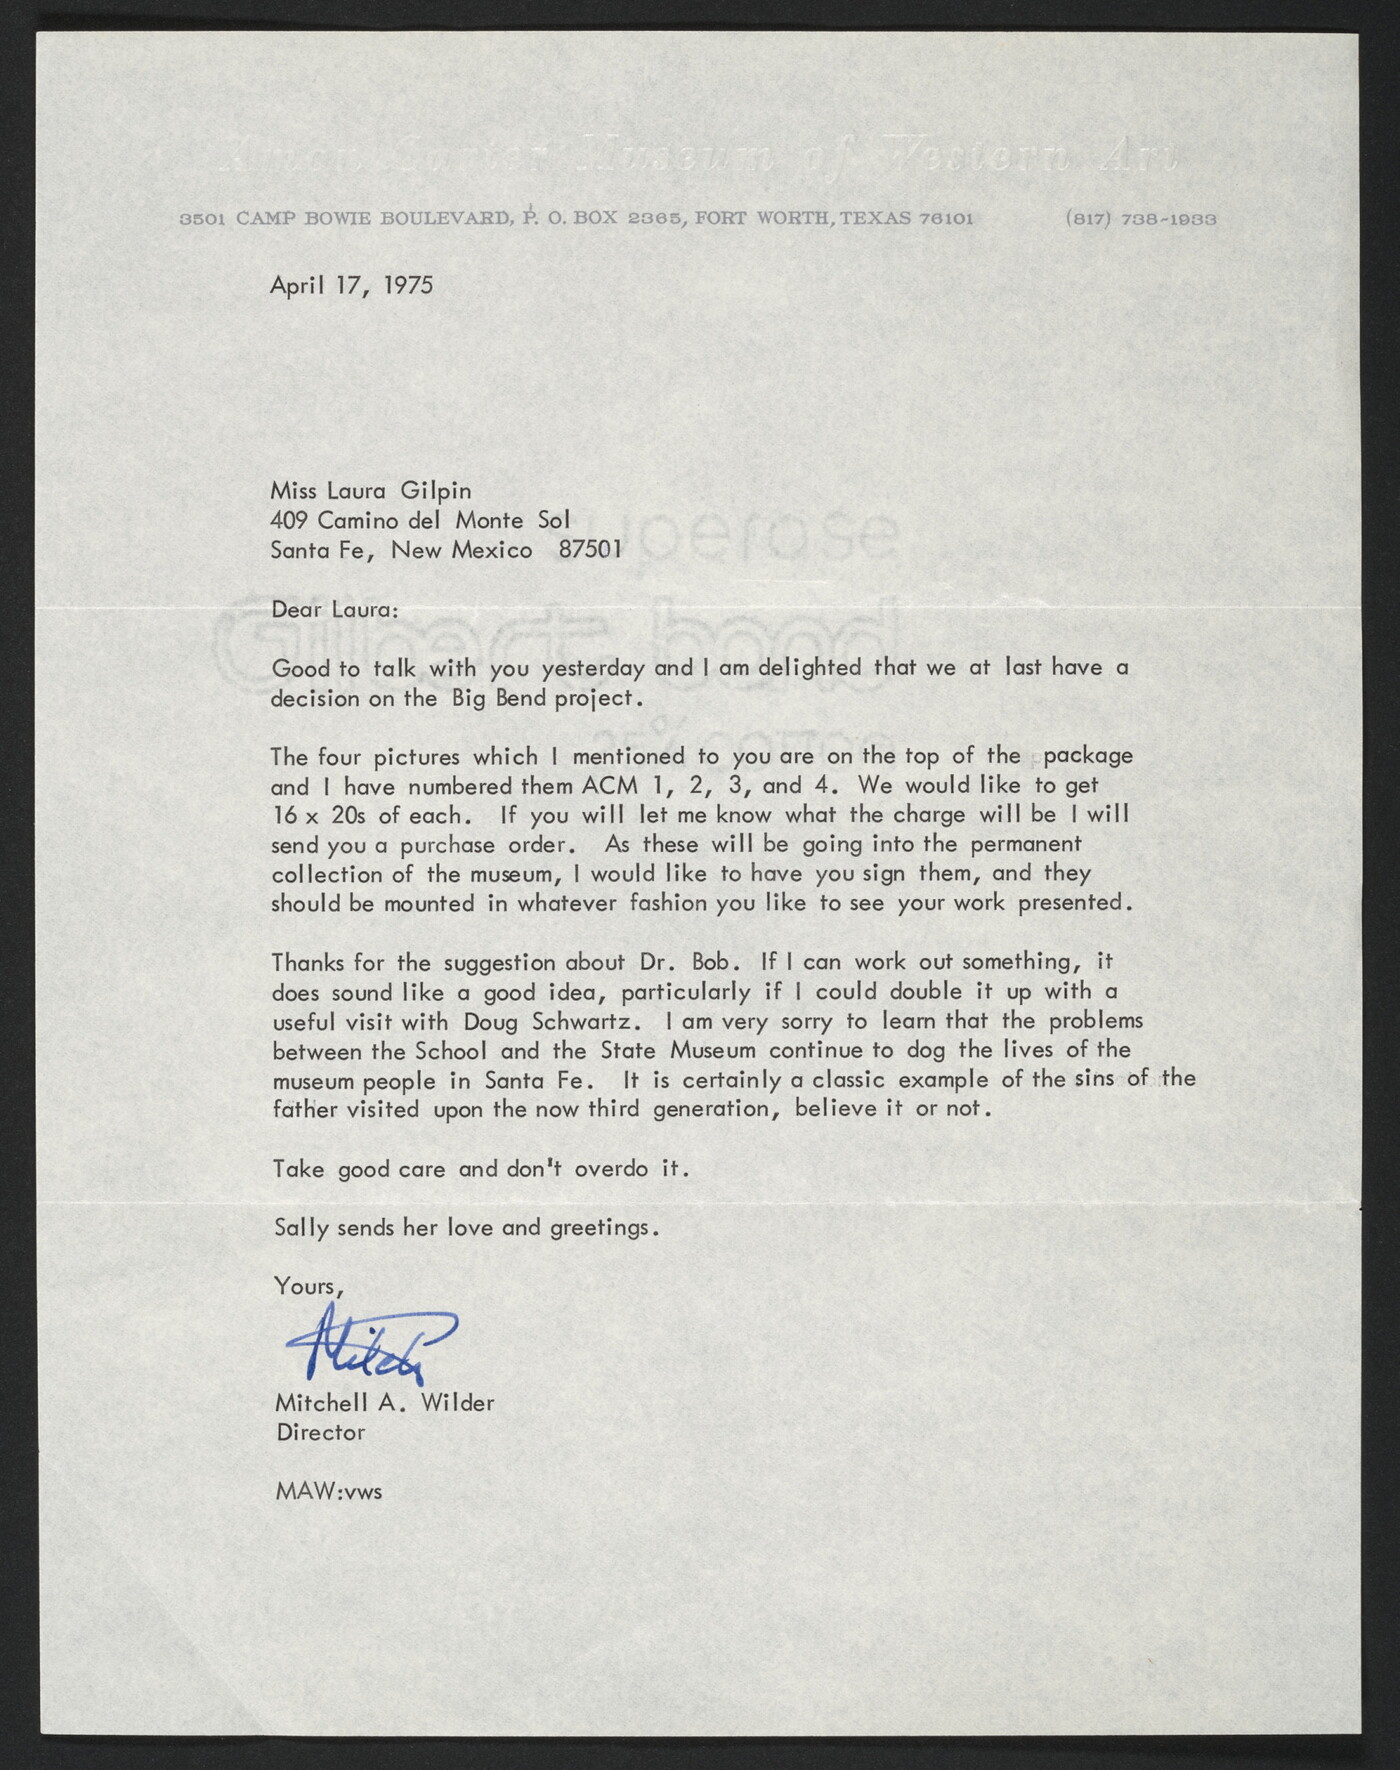 Amon Carter Museum of Western Art
3501 CAMP BOWIE BOULEVARD, P. O. BOX 2365, FORT WORTH, TEXAS 76101 (817) 738-1933
April 17, 1975
Miss Laura Gilpin
409 Camino del Monte Sol
Santa Fe, New Mexico 87501
Dear Laura:
Good to talk with you yesterday and I am delighted that we at last have a
decision on the Big Bend project.
The four pictures which I mentioned to you are on the top of the package
and I have numbered them ACM 1, 2, 3, and 4. We would like to get
16 x 20s of each. If you will let me know what the charge will be I will
send you a purchase order. As these will be going into the permanent
collection of the museum, I would like to have you sign them, and they
should be mounted in whatever fashion you like to see your work presented.
Thanks for the suggestion about Dr. Bob. If I can work out something, it
does sound like a good idea, particularly if I could double it up with a
useful visit with Doug Schwartz. I am very sorry to learn that the problems
between the School and the State Museum continue to dog the lives of the
museum people in Santa Fe. It is certainly a classic example of the sins of the
father visited upon the now third generation, believe it or not.
Take good care and don't overdo it.
Sally sends her love and greetings.
Yours,
Mitch
Mitchell A. Wilder
Director
MAW:vws